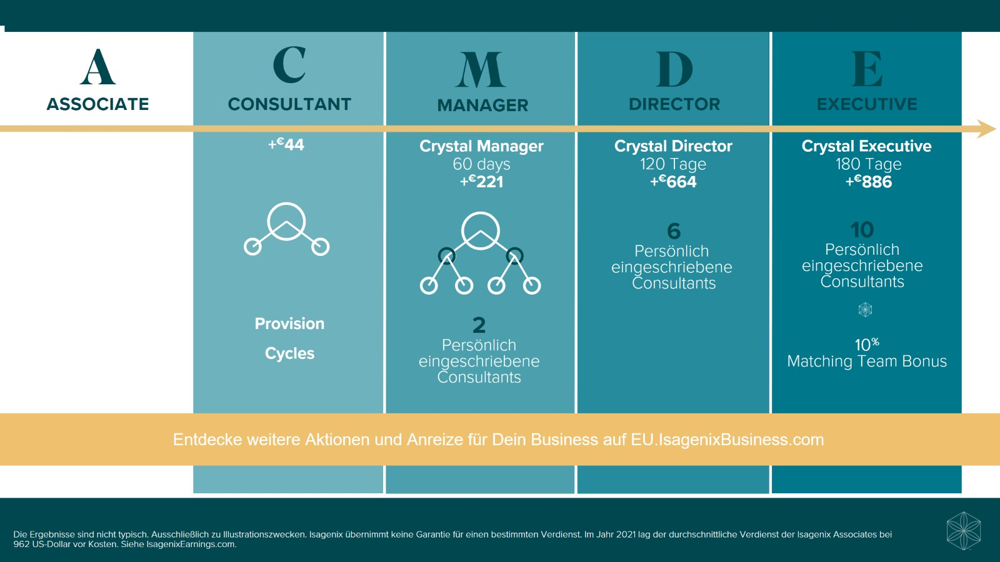 A
ASSOCIATE
C
CONSULTANT
+€44
Provision
Cycles
M
MANAGER
Crystal Manager
60 days
+€221
2
Persönlich
eingeschriebene
Consultants
D
DIRECTOR
Crystal Director
120 Tage
+€664
6
Persönlich
eingeschriebene
Consultants
E
EXECUTIVE
Crystal Executive
180 Tage
+€886
10
Persönlich
eingeschriebene
Consultants
10%
Matching Team Bonus
Entdecke weitere Aktionen und Anreize für Dein Business auf EU.IsagenixBusiness.com
Die Ergebnisse sind nicht typisch. Ausschließlich zu Illustrationszwecken. Isagenix übernimmt keine Garantie für einen bestimmten Verdienst. Im Jahr 2021 lag der durchschnittliche Verdienst der Isagenix Associates bei
962 US-Dollar vor Kosten. Siehe IsagenixEarnings.com.